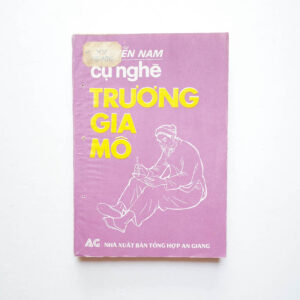 NAM
cụ nghè
TRƯƠNG
GIA
MÔ
AG NHÀ XUẤT BẢN TỔNG HỢP AN GIANG